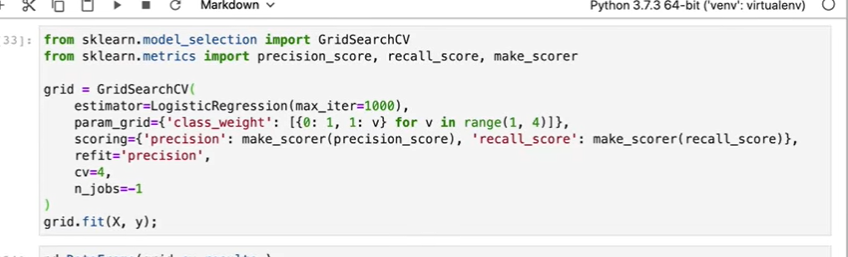 Markdown
Python 3.7.3 64-bit ('venv': virtualenv)
33]:
from sklearn.model_selection import GridSearchCV
from sklearn.metrics import precision_score, recall_score, make_scorer
grid = GridSearchCV(
    estimator=LogisticRegression(max_iter=1000),
    param_grid={'class_weight': [{0: 1, 1: v} for v in range(1, 4)]},
    scoring={'precision': make_scorer(precision_score), 'recall_score': make_scorer(recall_score)},
    refit='precision',
    cv=4,
    n_jobs=-1
)
grid.fit(X, y);